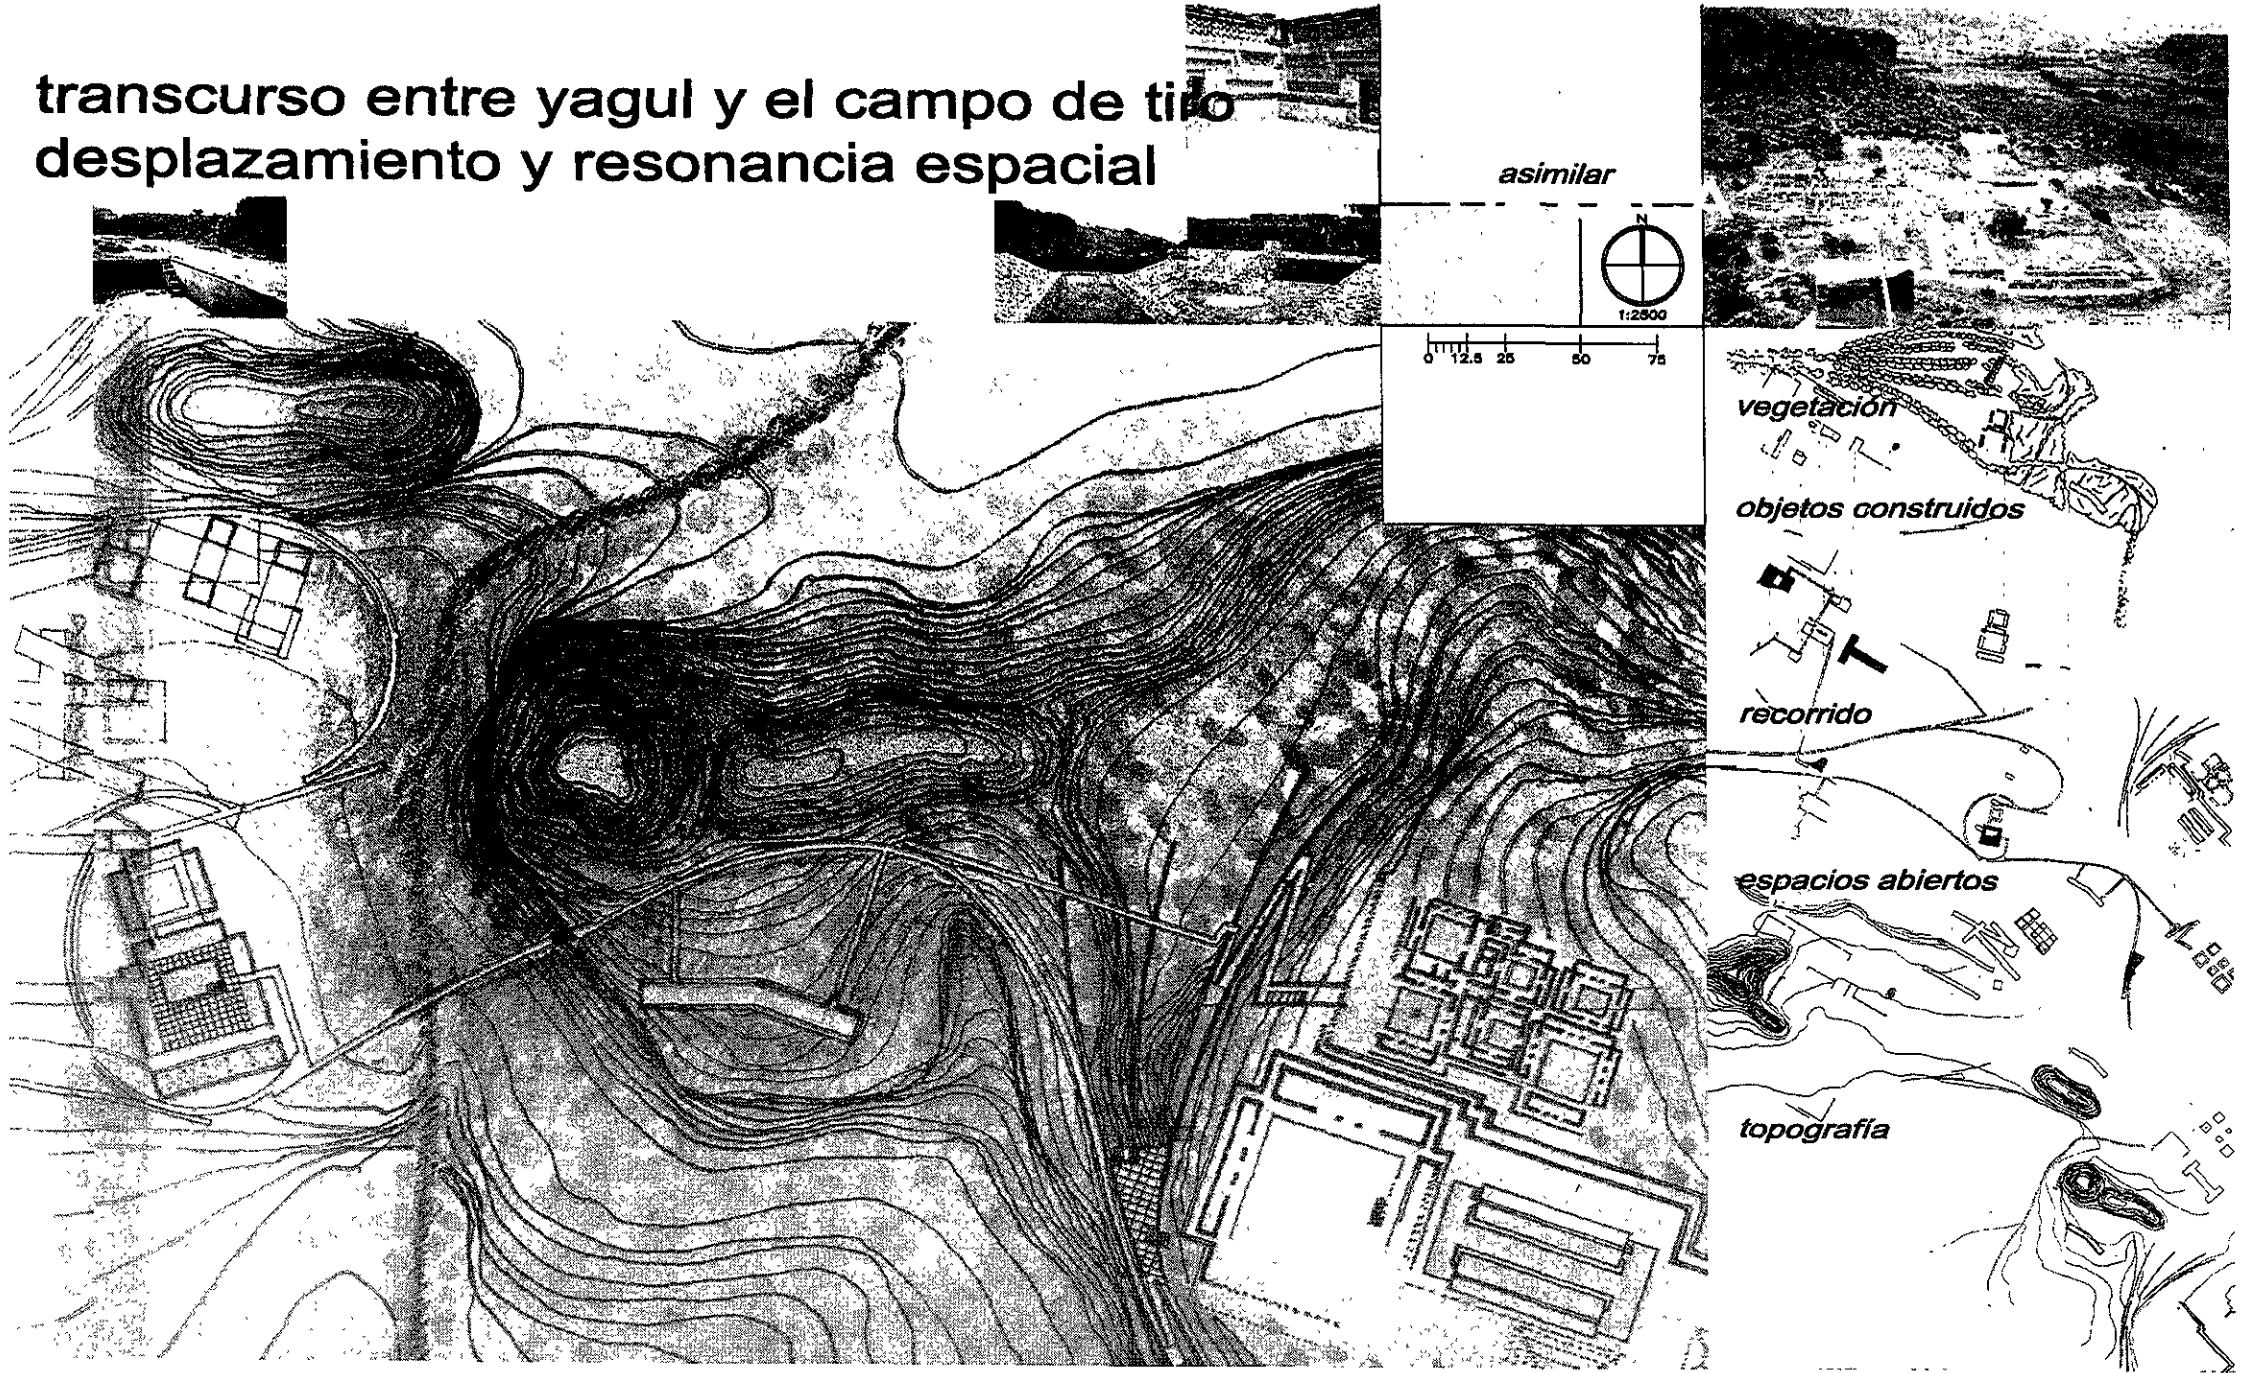 transcurso entre yagul y el campo de tiro
desplazamiento y resonancia espacial
asimilar
N
1:2500
0 12.5 25 50 75
vegetación
objetos construidos
recorrido
espacios abiertos
topografía